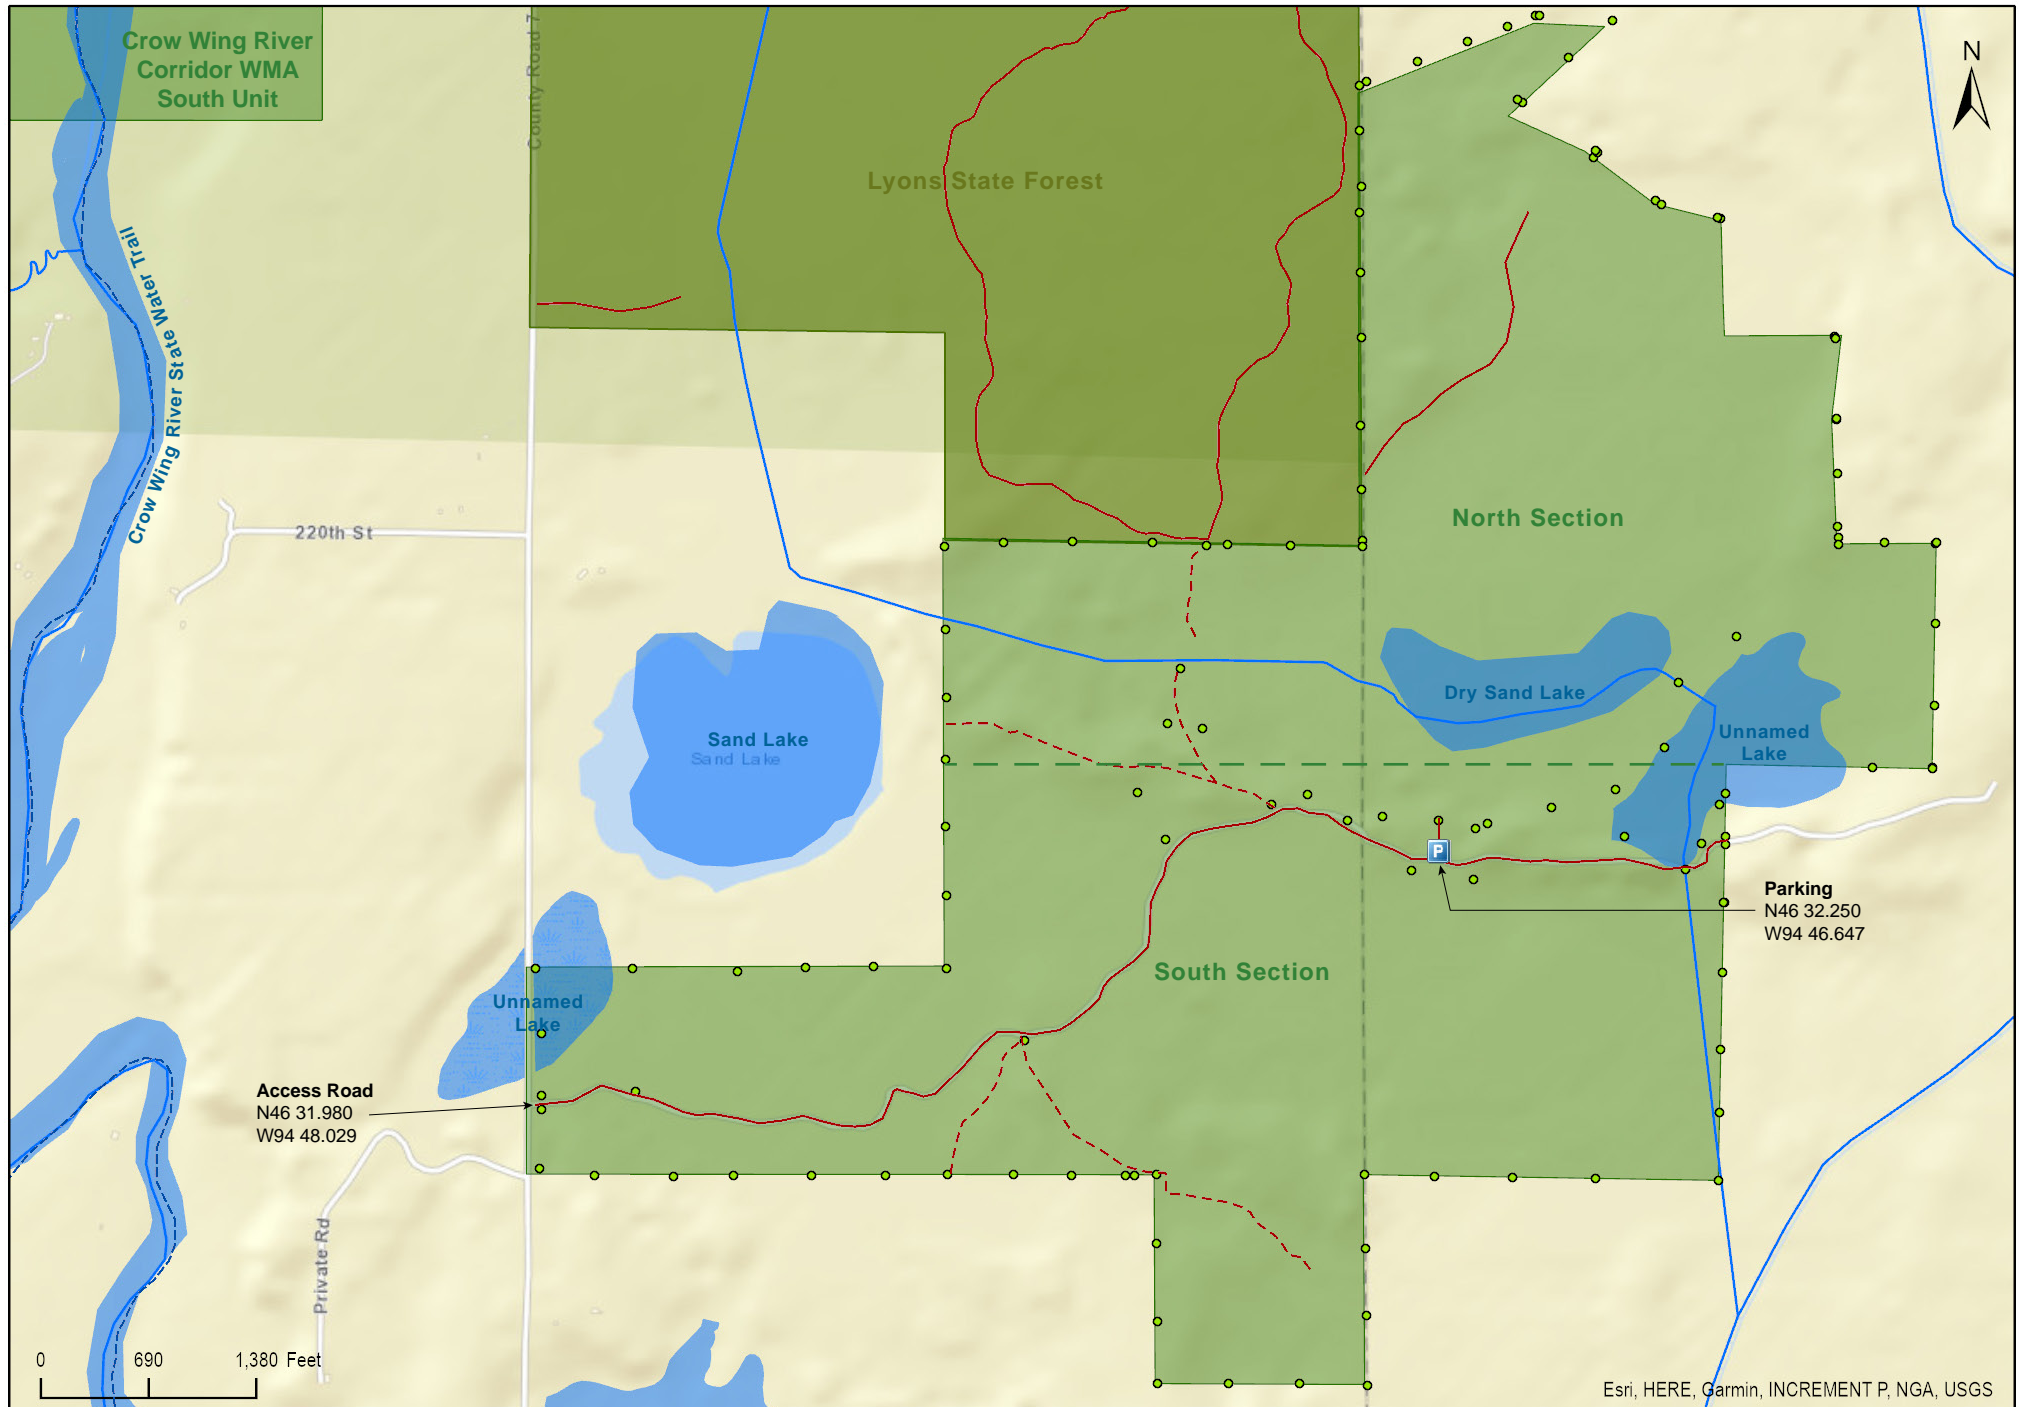 Crow Wing River
Corridor WMA
South Unit
County Road 7
N
Lyons State Forest
Crow Wing River State Water Trail
220th St
North Section
Dry Sand Lake
Sand Lake
Sand Lake
Unnamed
Lake
P
Parking
N46 32.250
W94 46.647
South Section
Unnamed
Lake
Access Road
N46 31.980
W94 48.029
Private Rd
0 690 1,380 Feet
Esri, HERE, Garmin, INCREMENT P, NGA, USGS